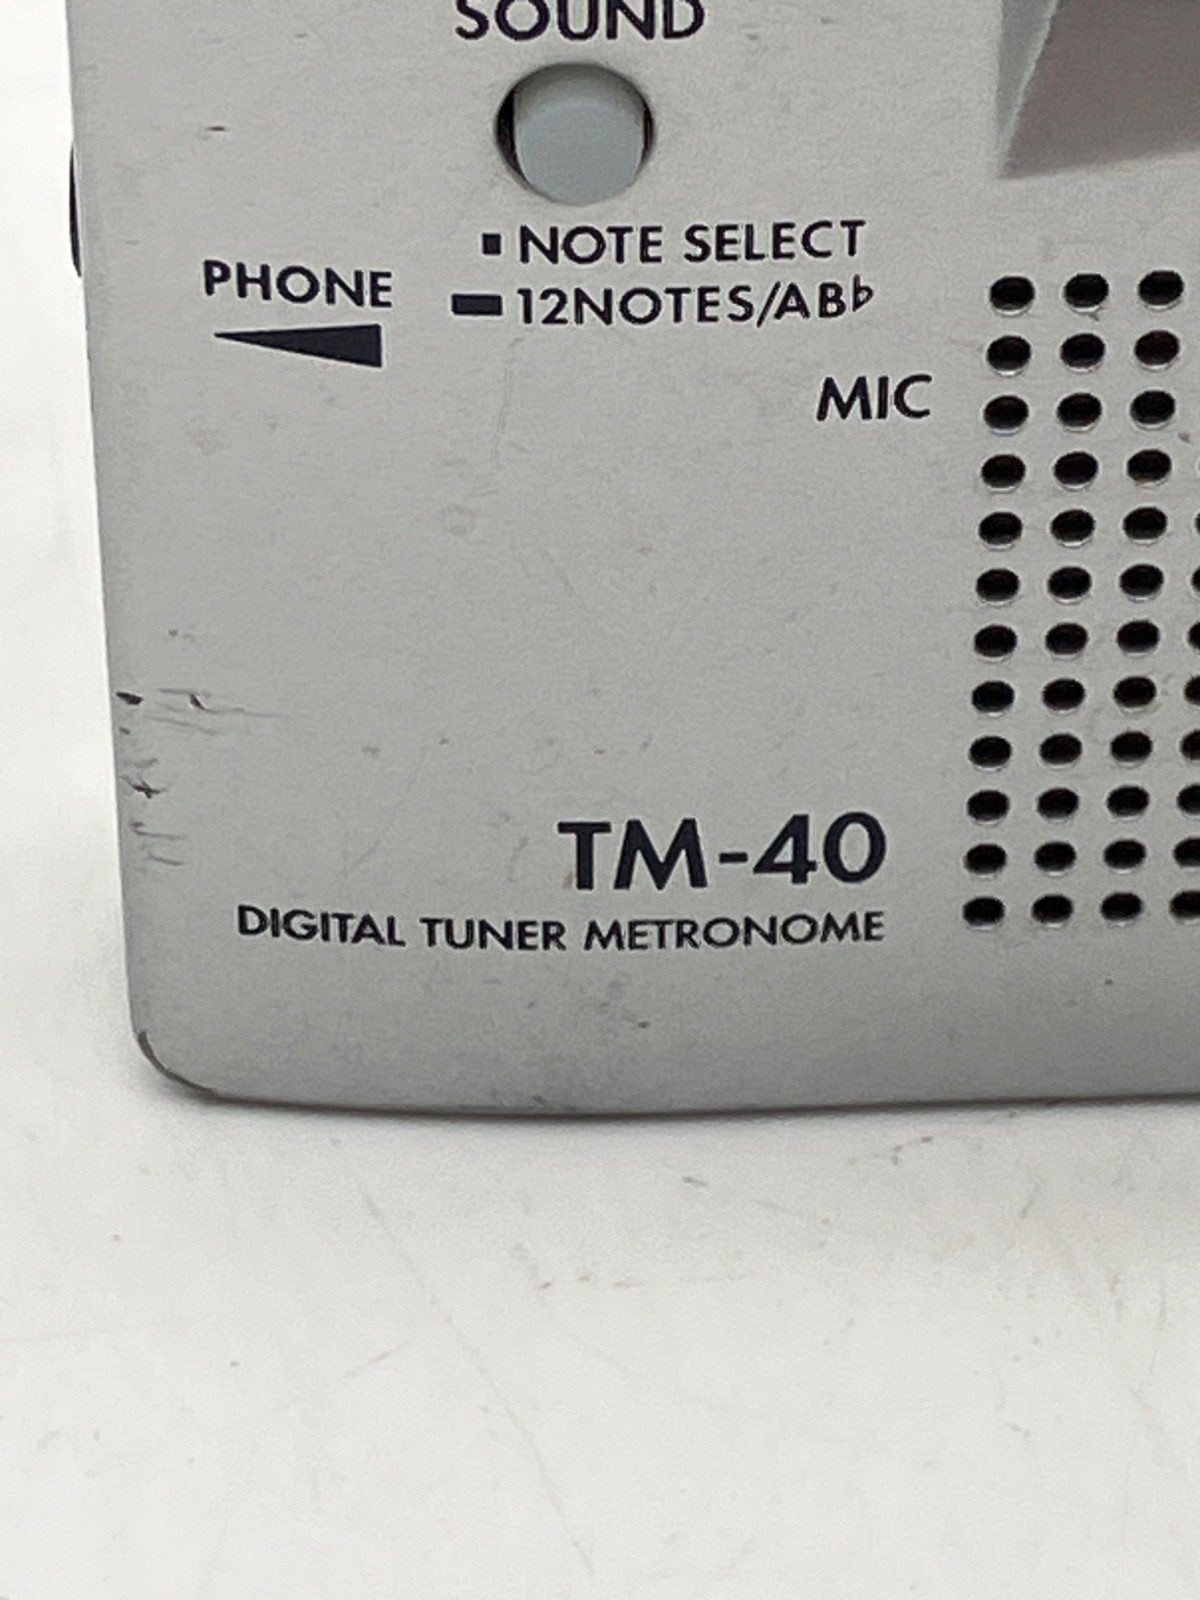 SOUND
▪ NOTE SELECT
PHONE
▬ 12NOTES/AB♭
MIC
TM-40
DIGITAL TUNER METRONOME